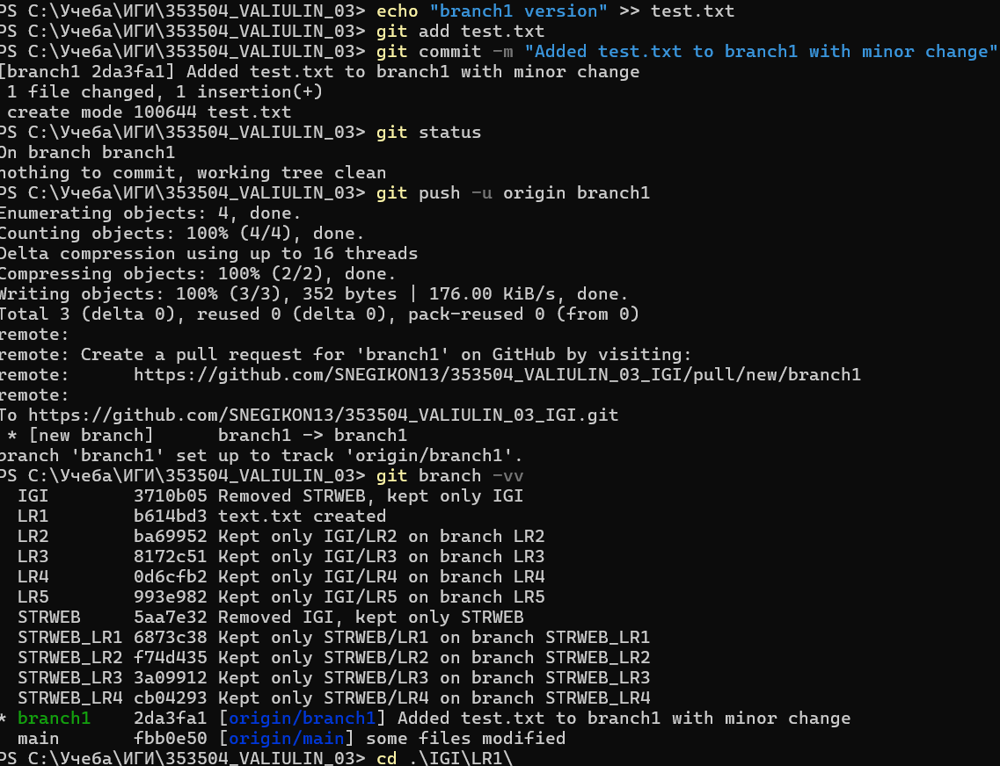 PS C:\Учеба\ИГИ\353504_VALIULIN_03> echo "branch1 version" >> test.txt
PS C:\Учеба\ИГИ\353504_VALIULIN_03> git add test.txt
PS C:\Учеба\ИГИ\353504_VALIULIN_03> git commit -m "Added test.txt to branch1 with minor change"
[branch1 2da3fa1] Added test.txt to branch1 with minor change
 1 file changed, 1 insertion(+)
 create mode 100644 test.txt
PS C:\Учеба\ИГИ\353504_VALIULIN_03> git status
On branch branch1
nothing to commit, working tree clean
PS C:\Учеба\ИГИ\353504_VALIULIN_03> git push -u origin branch1
Enumerating objects: 4, done.
Counting objects: 100% (4/4), done.
Delta compression using up to 16 threads
Compressing objects: 100% (2/2), done.
Writing objects: 100% (3/3), 352 bytes | 176.00 KiB/s, done.
Total 3 (delta 0), reused 0 (delta 0), pack-reused 0 (from 0)
remote:
remote: Create a pull request for 'branch1' on GitHub by visiting:
remote:      https://github.com/SNEGIKON13/353504_VALIULIN_03_IGI/pull/new/branch1
remote:
To https://github.com/SNEGIKON13/353504_VALIULIN_03_IGI.git
 * [new branch]      branch1 -> branch1
branch 'branch1' set up to track 'origin/branch1'.
PS C:\Учеба\ИГИ\353504_VALIULIN_03> git branch -vv
  IGI        3710b05 Removed STRWEB, kept only IGI
  LR1        b614bd3 text.txt created
  LR2        ba69952 Kept only IGI/LR2 on branch LR2
  LR3        8172c51 Kept only IGI/LR3 on branch LR3
  LR4        0d6cfb2 Kept only IGI/LR4 on branch LR4
  LR5        993e982 Kept only IGI/LR5 on branch LR5
  STRWEB     5aa7e32 Removed IGI, kept only STRWEB
  STRWEB_LR1 6873c38 Kept only STRWEB/LR1 on branch STRWEB_LR1
  STRWEB_LR2 f74d435 Kept only STRWEB/LR2 on branch STRWEB_LR2
  STRWEB_LR3 3a09912 Kept only STRWEB/LR3 on branch STRWEB_LR3
  STRWEB_LR4 cb04293 Kept only STRWEB/LR4 on branch STRWEB_LR4
* branch1    2da3fa1 [origin/branch1] Added test.txt to branch1 with minor change
  main       fbb0e50 [origin/main] some files modified
PS C:\Учеба\ИГИ\353504_VALIULIN_03> cd .\IGI\LR1\